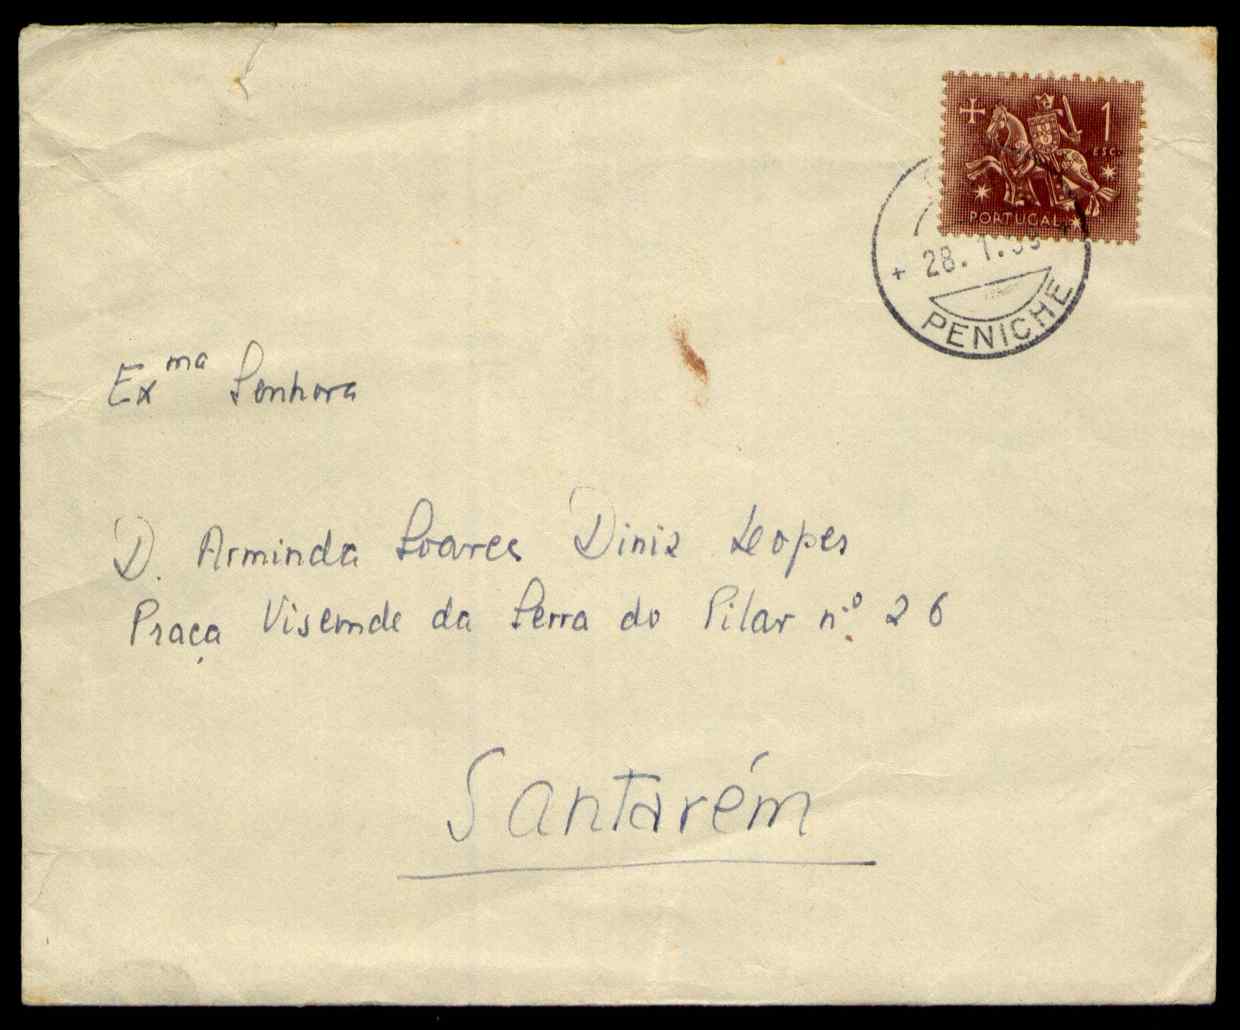 1
ESC.
PORTUGAL
+ 28. 1.
PENICHE
Exma Senhora
D. Arminda Soares Diniz Lopes
Praça Visconde da Serra do Pilar n.º 26
Santarém